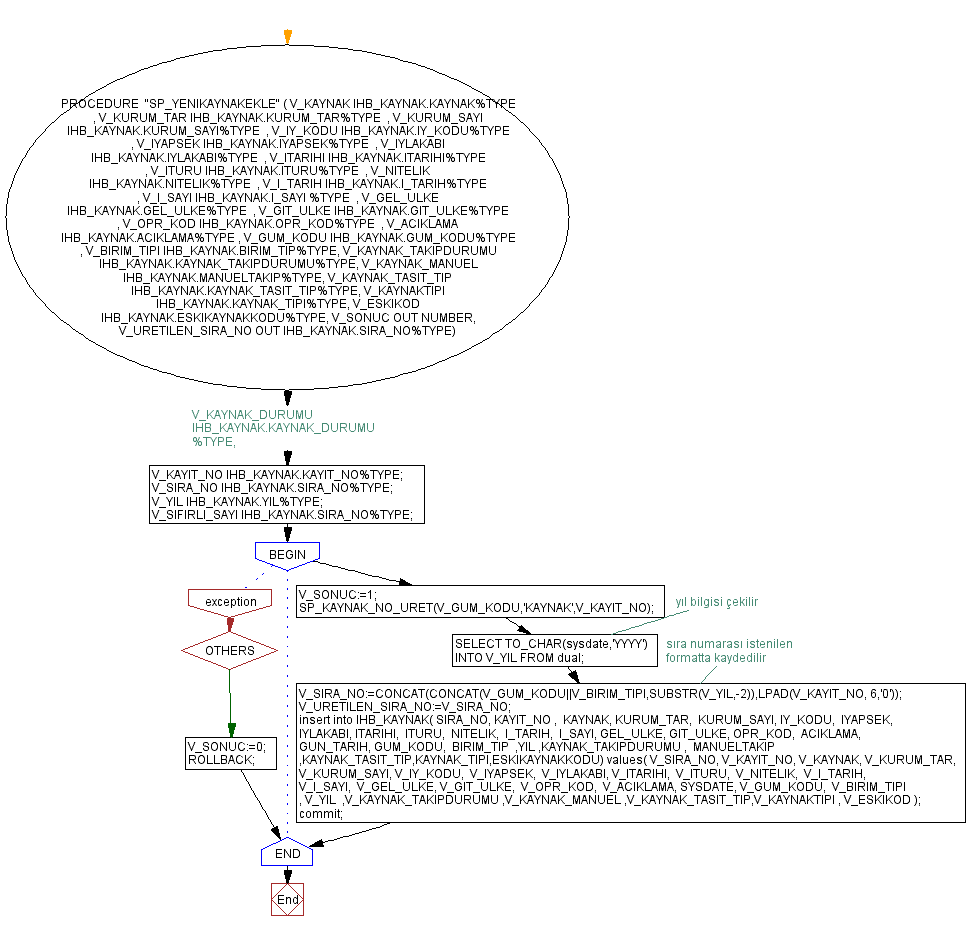 PROCEDURE "SP_YENIKAYNAKEKLE" ( V_KAYNAK IHB_KAYNAK.KAYNAK%TYPE
, V_KURUM_TAR IHB_KAYNAK.KURUM_TAR%TYPE , V_KURUM_SAYI
IHB_KAYNAK.KURUM_SAYI%TYPE , V_IY_KODU IHB_KAYNAK.IY_KODU%TYPE
, V_IYAPSEK IHB_KAYNAK.IYAPSEK%TYPE , V_IYLAKABI
IHB_KAYNAK.IYLAKABI%TYPE , V_ITARIHI IHB_KAYNAK.ITARIHI%TYPE
, V_ITURU IHB_KAYNAK.ITURU%TYPE , V_NITELIK
IHB_KAYNAK.NITELIK%TYPE , V_I_TARIH IHB_KAYNAK.I_TARIH%TYPE
, V_I_SAYI IHB_KAYNAK.I_SAYI %TYPE , V_GEL_ULKE
IHB_KAYNAK.GEL_ULKE%TYPE , V_GIT_ULKE IHB_KAYNAK.GIT_ULKE%TYPE
, V_OPR_KOD IHB_KAYNAK.OPR_KOD%TYPE , V_ACIKLAMA
IHB_KAYNAK.ACIKLAMA%TYPE , V_GUM_KODU IHB_KAYNAK.GUM_KODU%TYPE
, V_BIRIM_TIPI IHB_KAYNAK.BIRIM_TIP%TYPE, V_KAYNAK_TAKIPDURUMU
IHB_KAYNAK.KAYNAK_TAKIPDURUMU%TYPE, V_KAYNAK_MANUEL
IHB_KAYNAK.MANUELTAKIP%TYPE, V_KAYNAK_TASIT_TIP
IHB_KAYNAK.KAYNAK_TASIT_TIP%TYPE, V_KAYNAKTIPI
IHB_KAYNAK.KAYNAK_TIPI%TYPE, V_ESKIKOD
IHB_KAYNAK.ESKIKAYNAKKODU%TYPE, V_SONUC OUT NUMBER,
V_URETILEN_SIRA_NO OUT IHB_KAYNAK.SIRA_NO%TYPE)
V_KAYNAK_DURUMU
IHB_KAYNAK.KAYNAK_DURUMU
%TYPE,
V_KAYIT_NO IHB_KAYNAK.KAYIT_NO%TYPE;
V_SIRA_NO IHB_KAYNAK.SIRA_NO%TYPE;
V_YIL IHB_KAYNAK.YIL%TYPE;
V_SIFIRLI_SAYI IHB_KAYNAK.SIRA_NO%TYPE;
BEGIN
exception
OTHERS
V_SONUC:=0;
ROLLBACK;
V_SONUC:=1;
SP_KAYNAK_NO_URET(V_GUM_KODU,'KAYNAK',V_KAYIT_NO);
yıl bilgisi çekilir
SELECT TO_CHAR(sysdate,'YYYY')
INTO V_YIL FROM dual;
sıra numarası istenilen
formatta kaydedilir
V_SIRA_NO:=CONCAT(CONCAT(V_GUM_KODU||V_BIRIM_TIPI,SUBSTR(V_YIL,-2)),LPAD(V_KAYIT_NO, 6,'0'));
V_URETILEN_SIRA_NO:=V_SIRA_NO;
insert into IHB_KAYNAK( SIRA_NO, KAYIT_NO , KAYNAK, KURUM_TAR, KURUM_SAYI, IY_KODU, IYAPSEK,
IYLAKABI, ITARIHI, ITURU, NITELIK, I_TARIH, I_SAYI, GEL_ULKE, GIT_ULKE, OPR_KOD, ACIKLAMA,
GUN_TARIH, GUM_KODU, BIRIM_TIP ,YIL ,KAYNAK_TAKIPDURUMU , MANUELTAKIP
,KAYNAK_TASIT_TIP,KAYNAK_TIPI,ESKIKAYNAKKODU) values( V_SIRA_NO, V_KAYIT_NO, V_KAYNAK, V_KURUM_TAR,
V_KURUM_SAYI, V_IY_KODU, V_IYAPSEK, V_IYLAKABI, V_ITARIHI, V_ITURU, V_NITELIK, V_I_TARIH,
V_I_SAYI, V_GEL_ULKE, V_GIT_ULKE, V_OPR_KOD, V_ACIKLAMA, SYSDATE, V_GUM_KODU, V_BIRIM_TIPI
, V_YIL ,V_KAYNAK_TAKIPDURUMU ,V_KAYNAK_MANUEL ,V_KAYNAK_TASIT_TIP,V_KAYNAKTIPI , V_ESKIKOD );
commit;
END
End